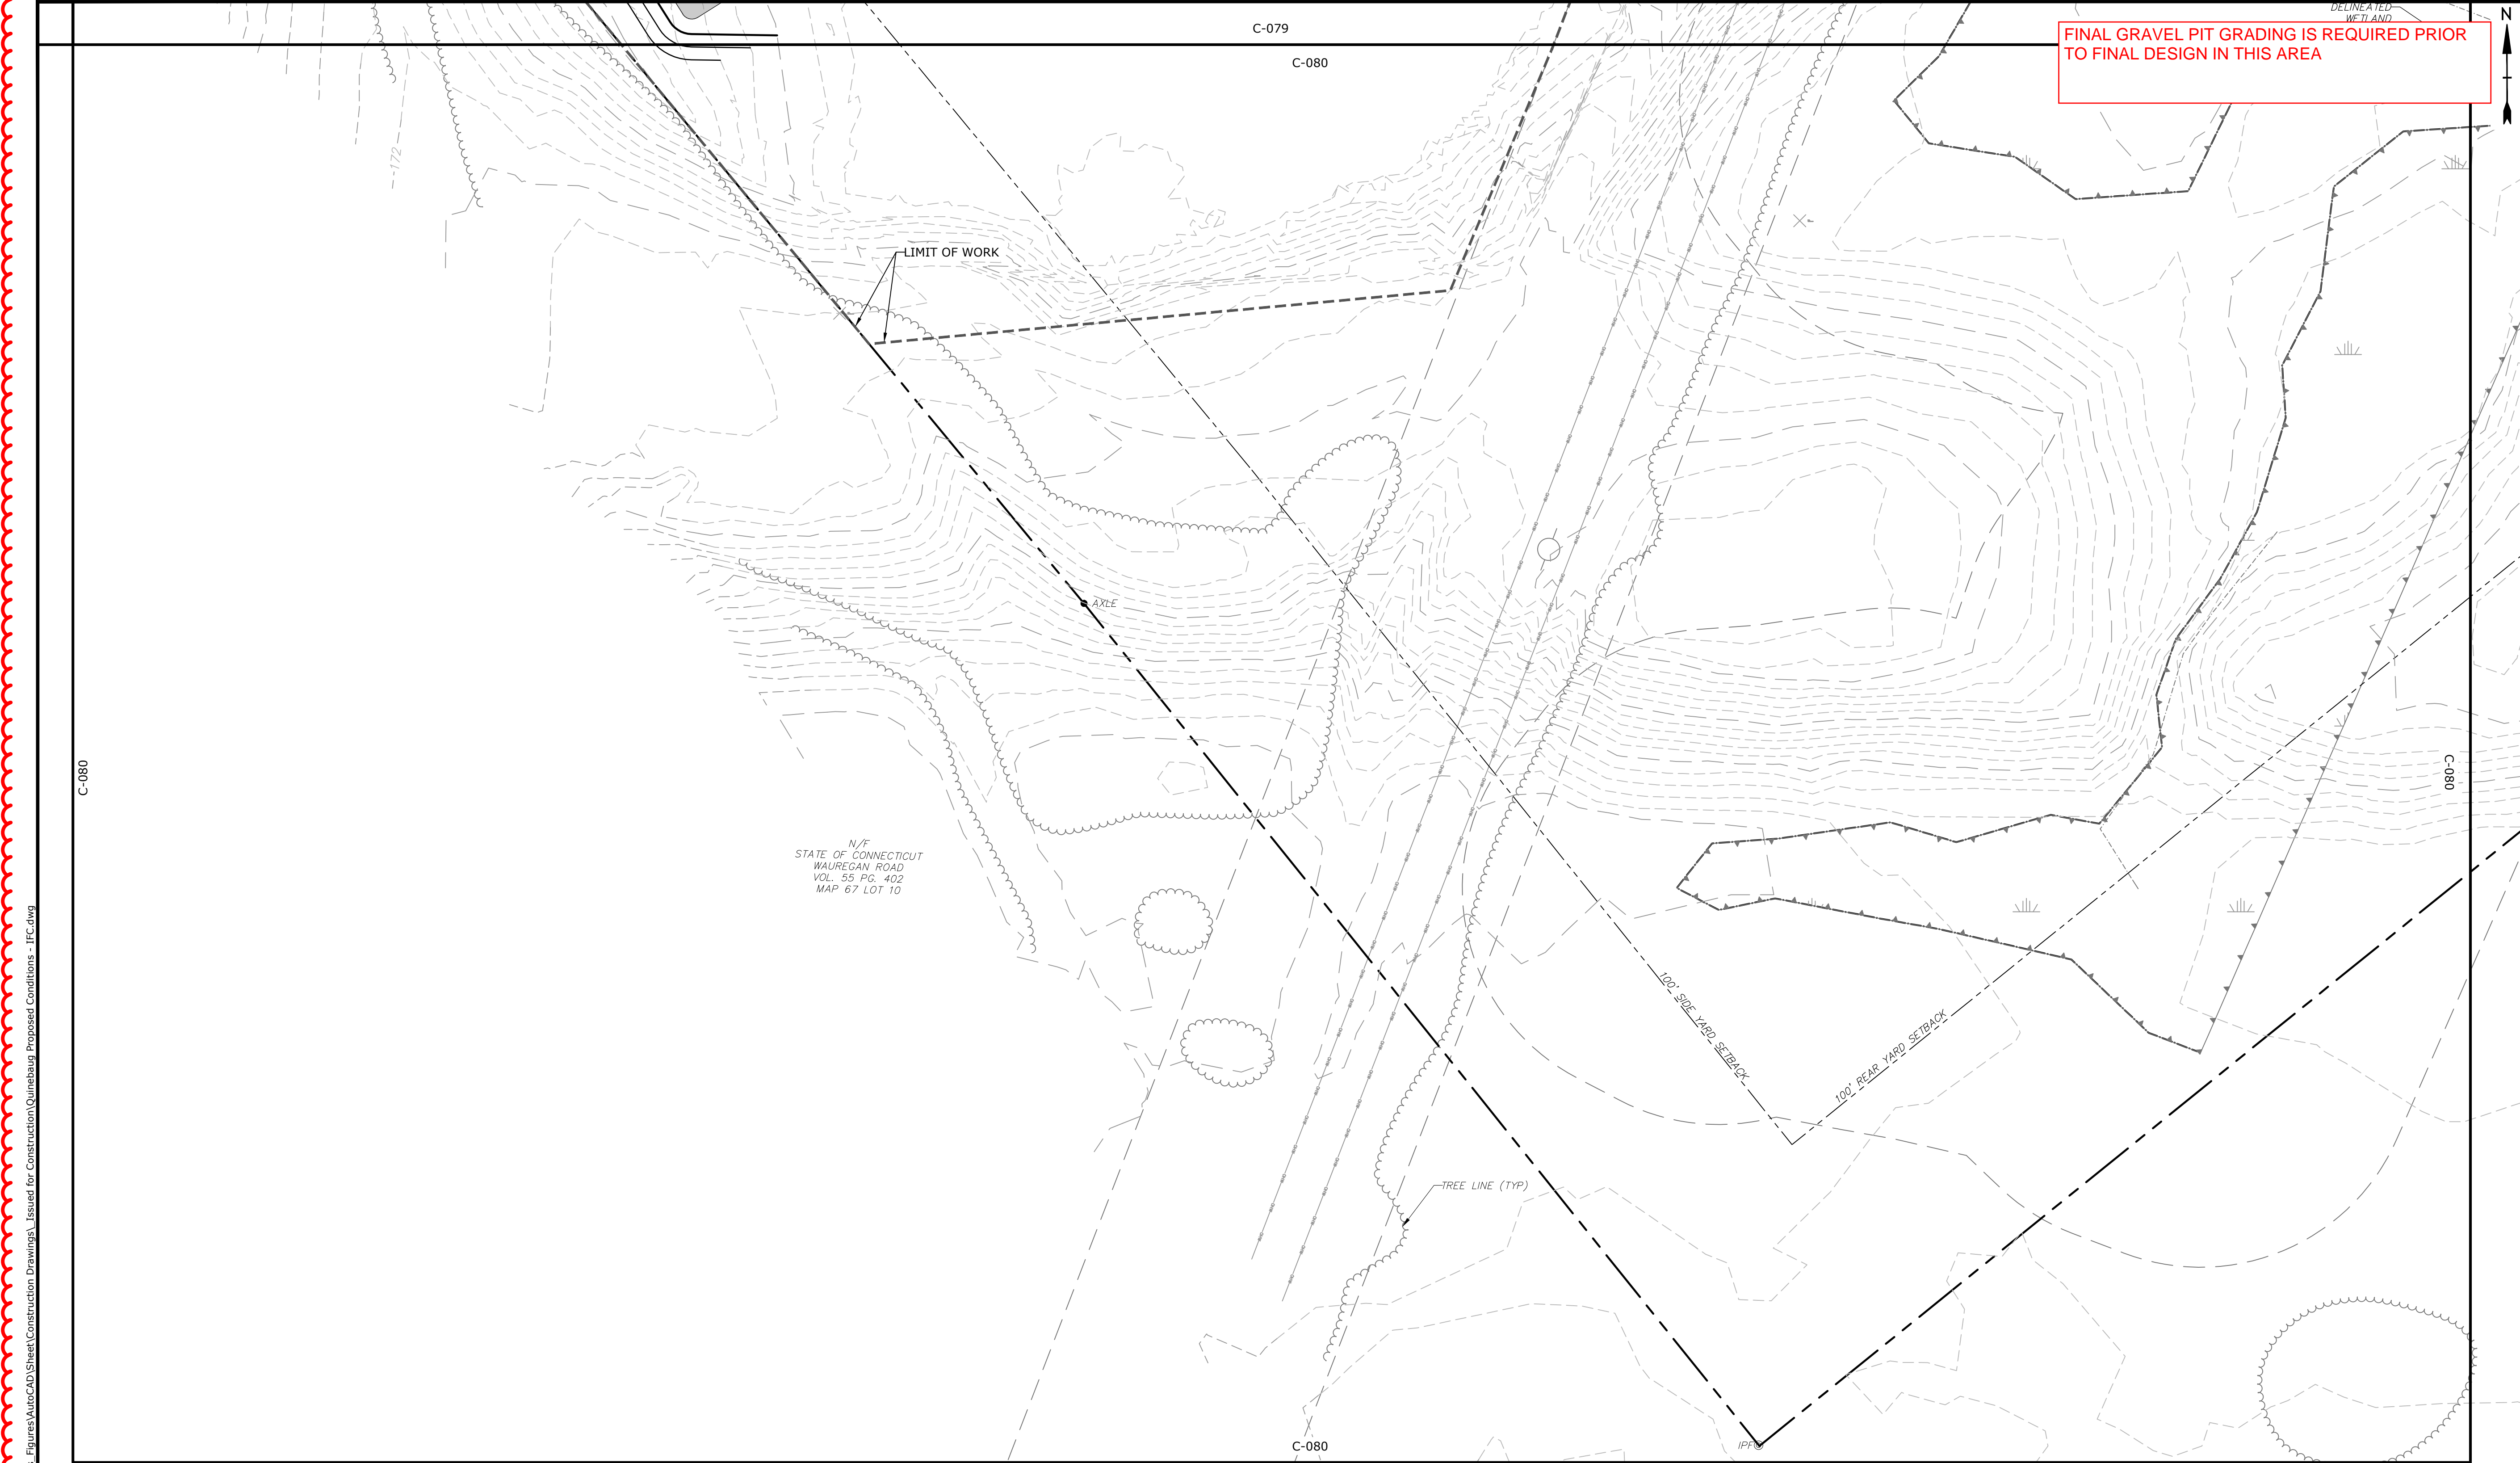 C-079
C-080
DELINEATED
WETLAND
FINAL GRAVEL PIT GRADING IS REQUIRED PRIOR
TO FINAL DESIGN IN THIS AREA
N
172
LIMIT OF WORK
AXLE
C-080
C-080
N/F
STATE OF CONNECTICUT
WAUREGAN ROAD
VOL. 55 PG. 402
MAP 67 LOT 10
100' SIDE YARD SETBACK
100' REAR YARD SETBACK
TREE LINE (TYP)
C-080
IPF
Figures\AutoCAD\Sheet\Construction Drawings\_Issued for Construction\Quinebaug Proposed Conditions - IFC.dwg